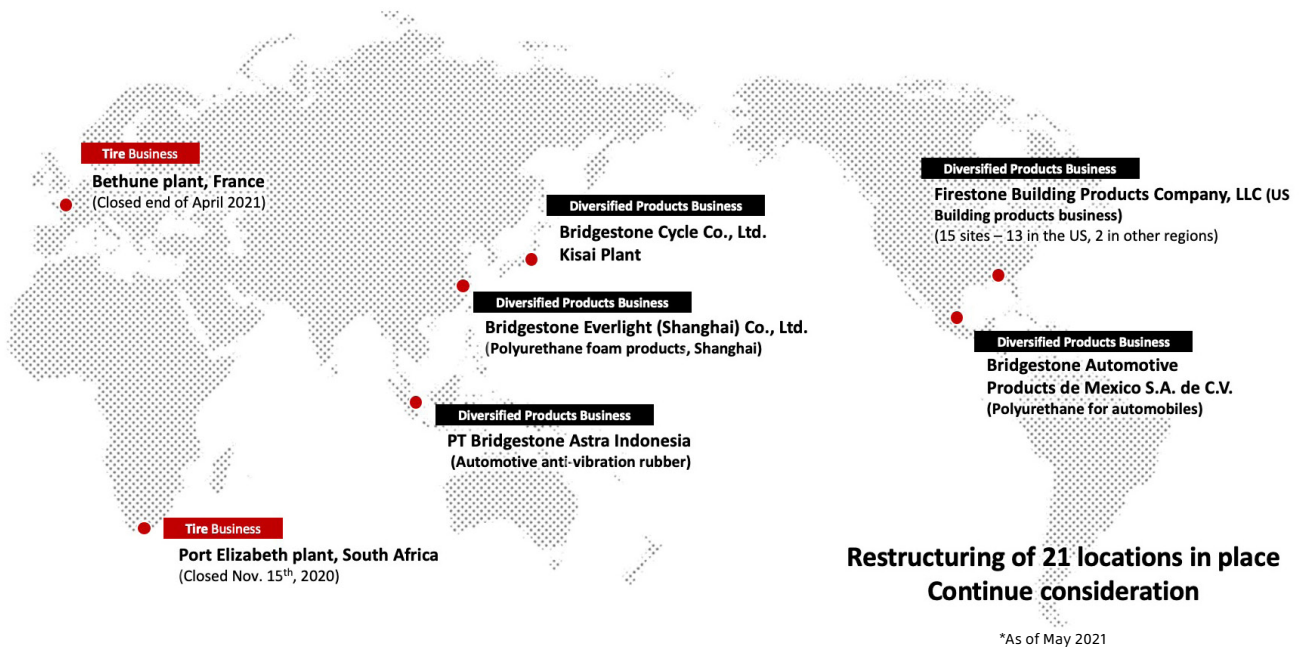 Tire Business
Bethune plant, France
(Closed end of April 2021)
Diversified Products Business
Bridgestone Cycle Co., Ltd.
Kisai Plant
Diversified Products Business
Bridgestone Everlight (Shanghai) Co., Ltd.
(Polyurethane foam products, Shanghai)
Diversified Products Business
PT Bridgestone Astra Indonesia
(Automotive anti-vibration rubber)
Tire Business
Port Elizabeth plant, South Africa
(Closed Nov. 15th, 2020)
Diversified Products Business
Firestone Building Products Company, LLC (US
Building products business)
(15 sites – 13 in the US, 2 in other regions)
Diversified Products Business
Bridgestone Automotive
Products de Mexico S.A. de C.V.
(Polyurethane for automobiles)
Restructuring of 21 locations in place
Continue consideration
*As of May 2021